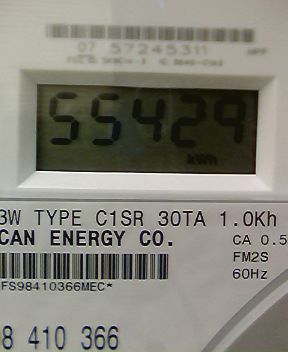 07 57245311
55429
kWh
3W TYPE C1SR 30TA 1.0Kh
CAN ENERGY CO. CA 0.5
FM2S
FS98410366MEC* 60Hz
8 410 366